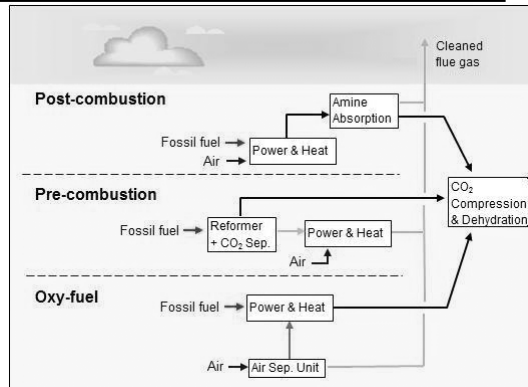 Cleaned
flue gas
Post-combustion
Amine
Absorption
Fossil fuel
Power & Heat
Air
CO₂
Compression
& Dehydration
Pre-combustion
Fossil fuel
Reformer
+ CO₂ Sep.
Power & Heat
Air
Oxy-fuel
Fossil fuel
Power & Heat
Air
Air Sep. Unit